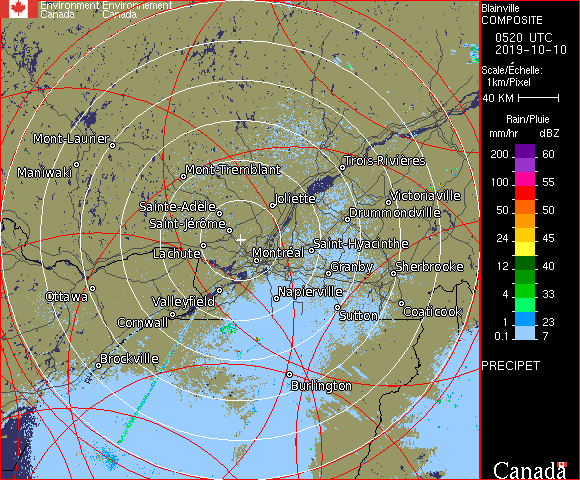 Environment Environnement
Canada Canada
Blainville
COMPOSITE
0520 UTC
2019-10-10
Scale/Échelle:
1km/Pixel
40 KM
Rain/Pluie
mm/hr dBZ
200 60
100 55
50 50
24 45
12 40
4 33
1 23
0.1 7
PRECIPET
Canada
Mont-Laurier
Maniwaki
Mont-Tremblant
Trois-Rivières
Joliette
Victoriaville
Sainte-Adèle
Drummondville
Saint-Jérôme
Lachute
Montréal
Saint-Hyacinthe
Granby
Sherbrooke
Ottawa
Valleyfield
Napierville
Cornwall
Sutton
Coaticook
Brockville
Burlington